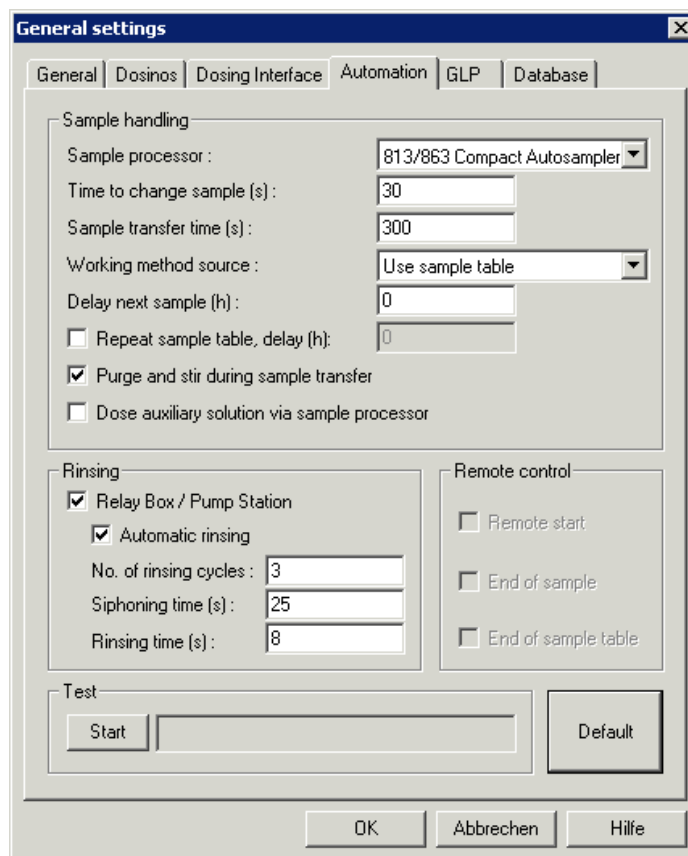 General settings
General Dosinos Dosing Interface Automation GLP Database
Sample handling
Sample processor : 813/863 Compact Autosampler
Time to change sample (s) : 30
Sample transfer time (s) : 300
Working method source : Use sample table
Delay next sample (h) : 0
Repeat sample table, delay (h): 0
Purge and stir during sample transfer
Dose auxiliary solution via sample processor
Rinsing
Relay Box / Pump Station
Automatic rinsing
No. of rinsing cycles : 3
Siphoning time (s) : 25
Rinsing time (s) : 8
Remote control
Remote start
End of sample
End of sample table
Test
Start
Default
OK Abbrechen Hilfe